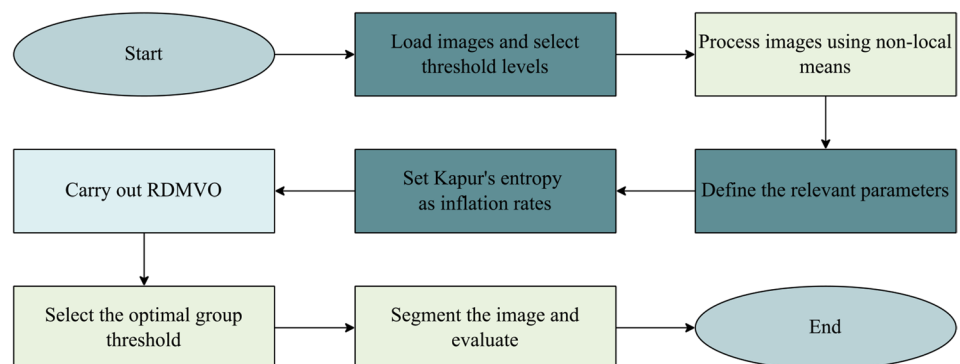 Start
Load images and select
threshold levels
Process images using non-local
means
Define the relevant parameters
Set Kapur's entropy
as inflation rates
Carry out RDMVO
Select the optimal group
threshold
Segment the image and
evaluate
End